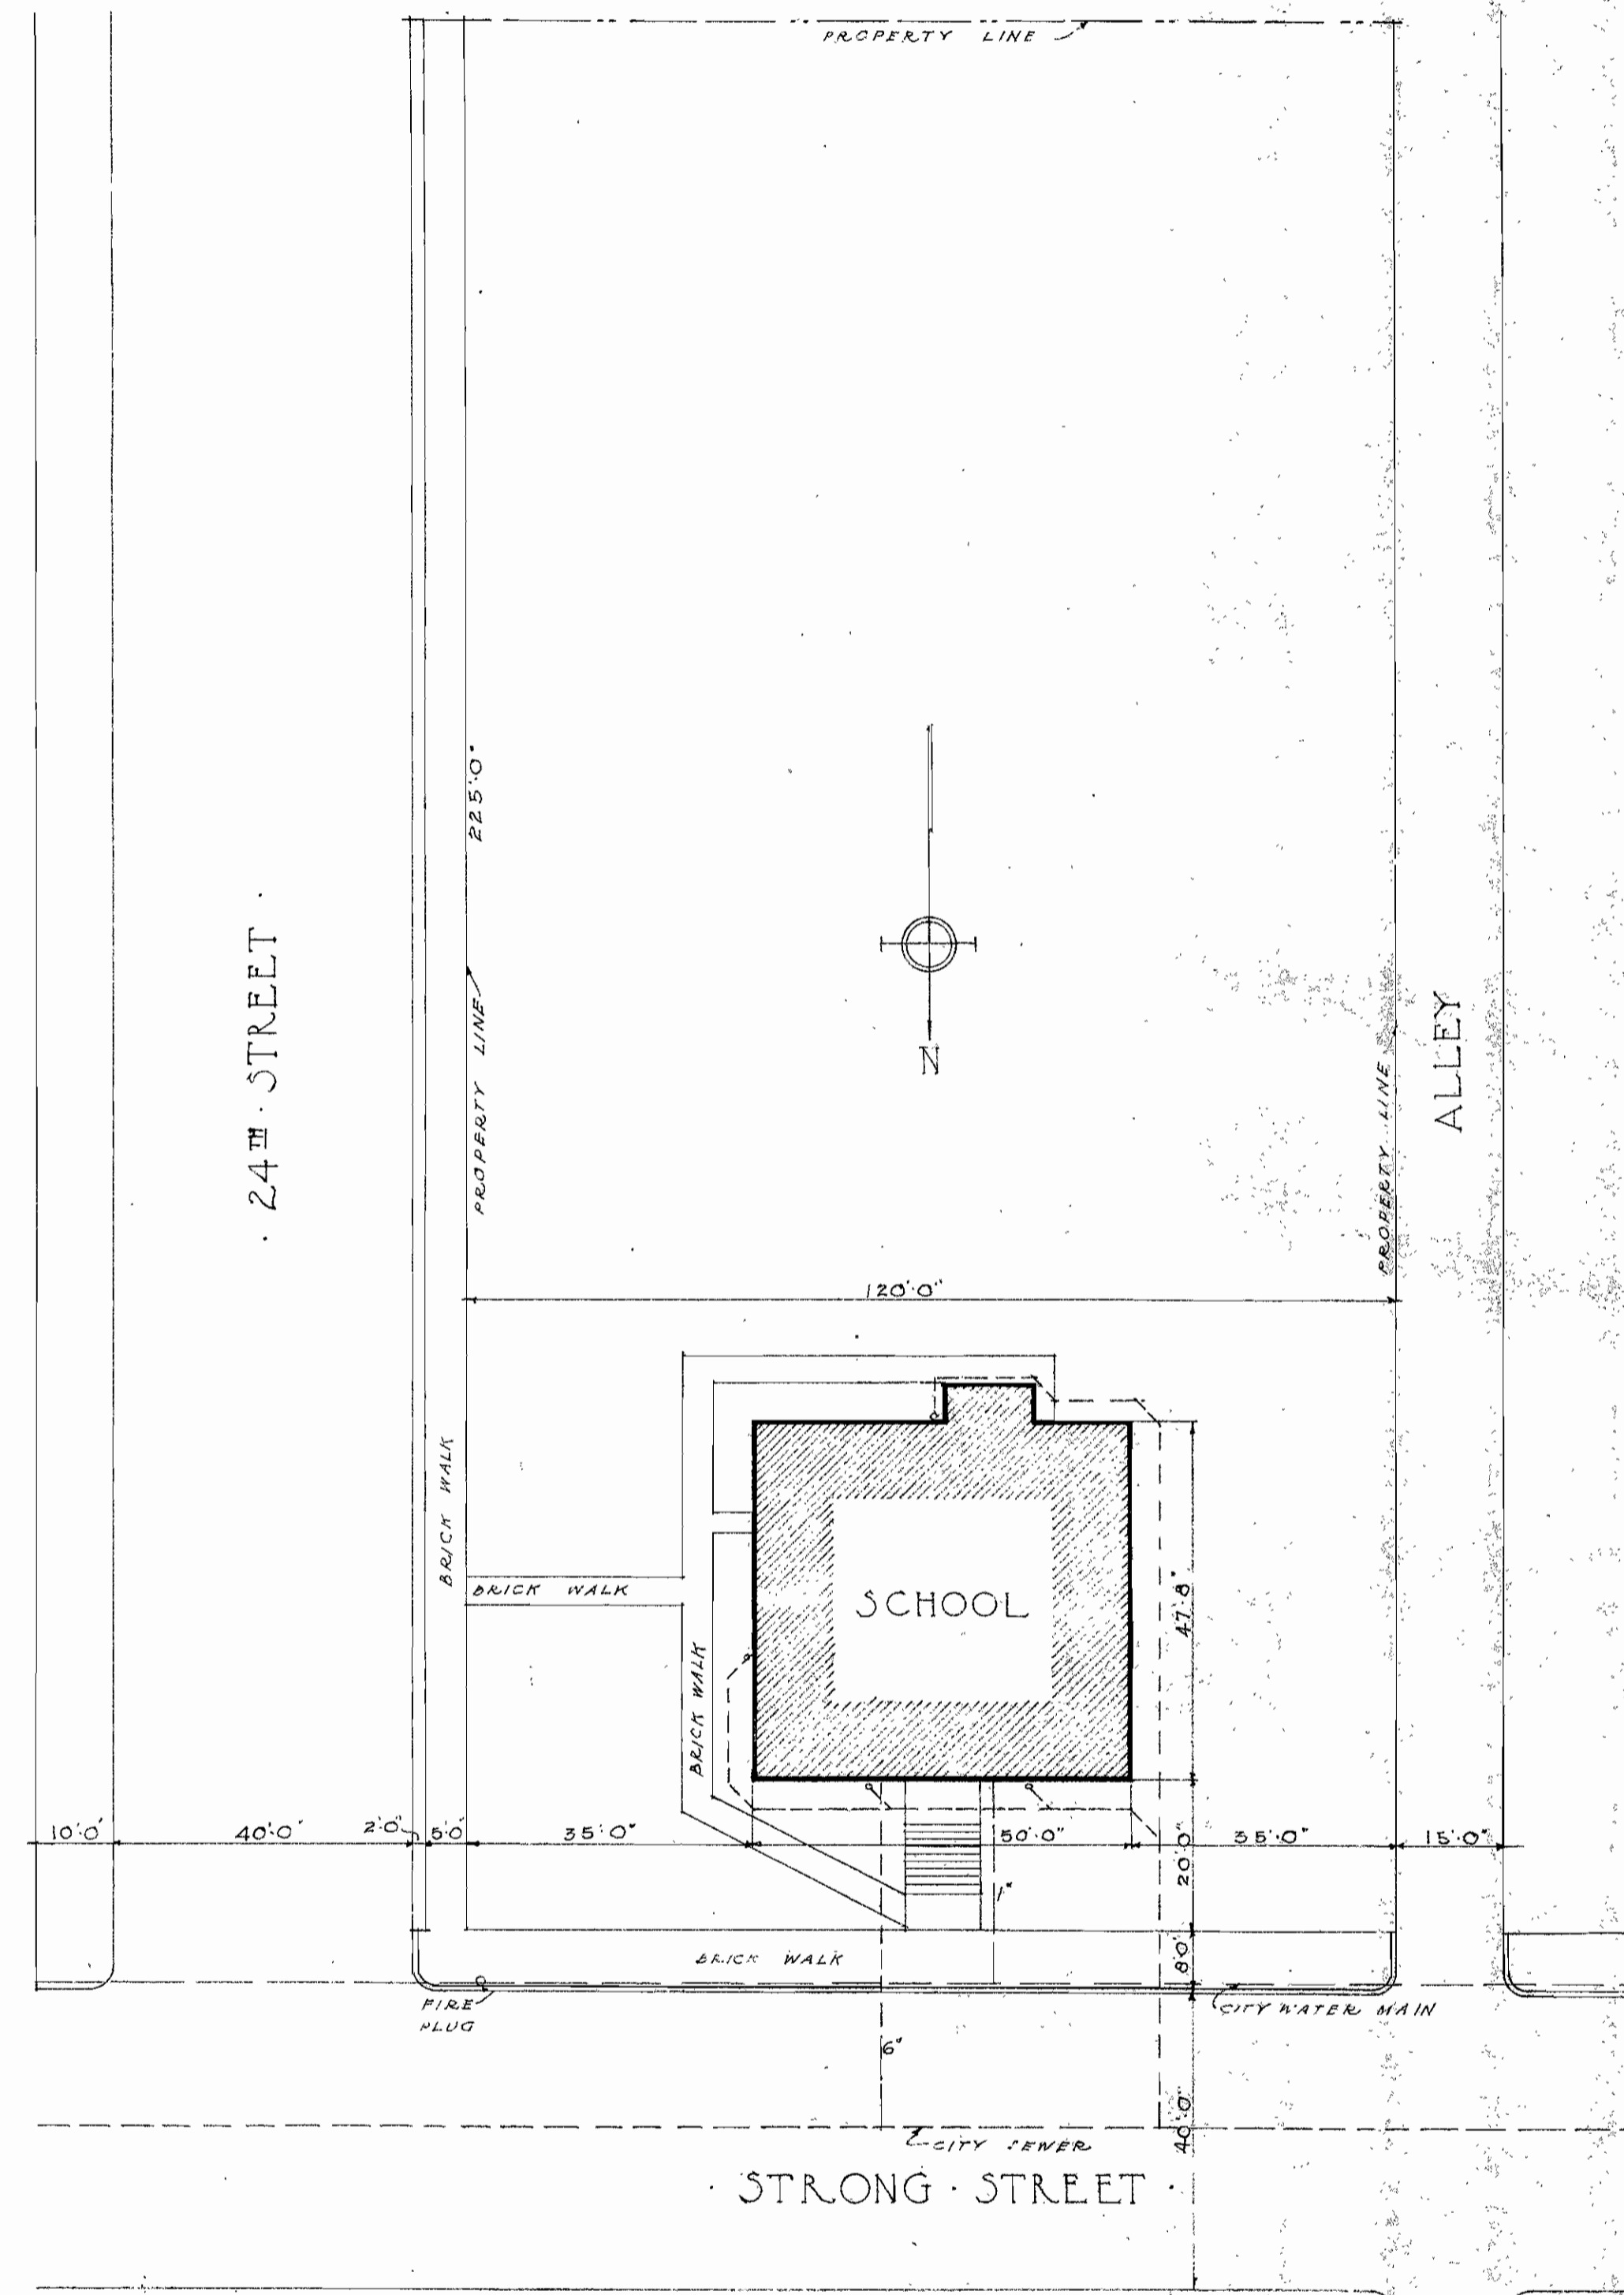 PROPERTY LINE
225'-0"
· 24TH · STREET ·
PROPERTY LINE
N
PROPERTY LINE
ALLEY
120'-0"
BRICK WALK
BRICK WALK
SCHOOL
47'-8"
BRICK WALK
10'-0"
40'-0"
2'-0"
5'-0"
35'-0"
50'-0"
35'-0"
15'-0"
20'-0"
1"
BRICK WALK
8'-0"
FIRE
PLUG
CITY WATER MAIN
6"
40'-0"
CITY SEWER
· STRONG · STREET ·